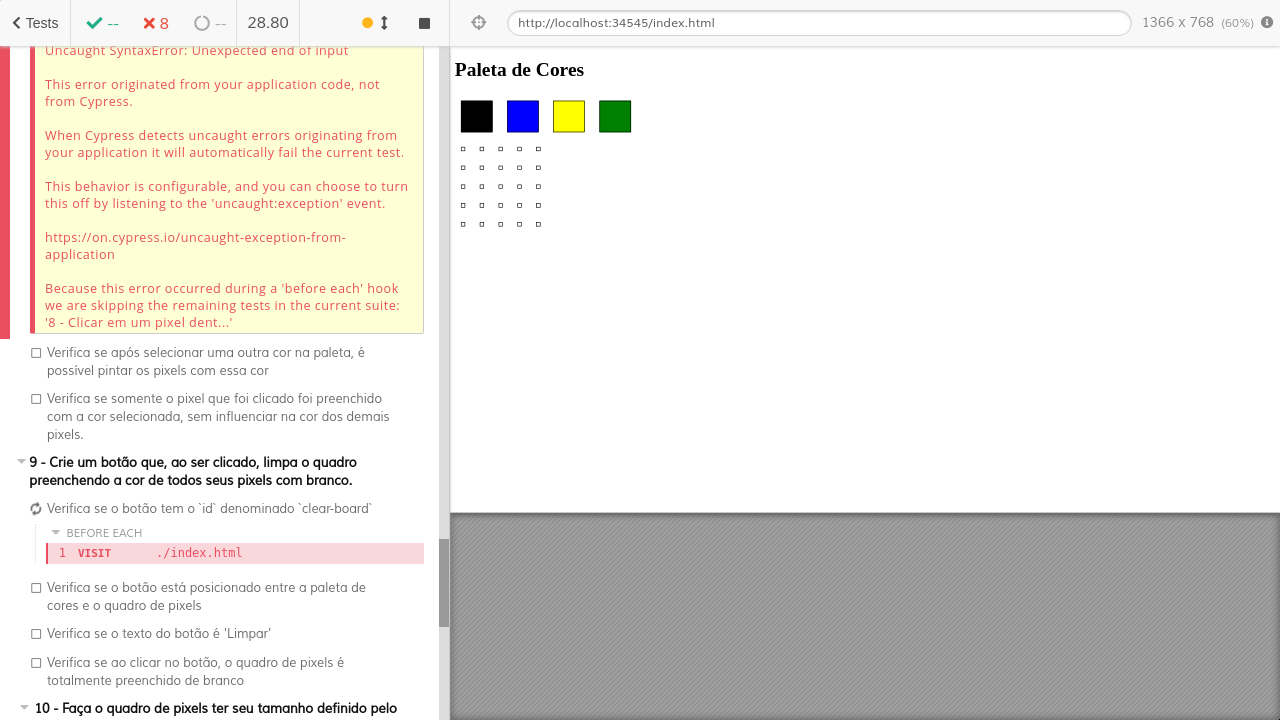 Tests
--
8
--
28.80
Uncaught SyntaxError: Unexpected end of input
This error originated from your application code, not
from Cypress.
When Cypress detects uncaught errors originating from
your application it will automatically fail the current test.
This behavior is configurable, and you can choose to turn
this off by listening to the 'uncaught:exception' event.
https://on.cypress.io/uncaught-exception-from-
application
Because this error occurred during a 'before each' hook
we are skipping the remaining tests in the current suite:
'8 - Clicar em um pixel dent...'
Verifica se após selecionar uma outra cor na paleta, é
possível pintar os pixels com essa cor
Verifica se somente o pixel que foi clicado foi preenchido
com a cor selecionada, sem influenciar na cor dos demais
pixels.
9 - Crie um botão que, ao ser clicado, limpa o quadro
preenchendo a cor de todos seus pixels com branco.
Verifica se o botão tem o `id` denominado `clear-board`
BEFORE EACH
1 VISIT ./index.html
Verifica se o botão está posicionado entre a paleta de
cores e o quadro de pixels
Verifica se o texto do botão é 'Limpar'
Verifica se ao clicar no botão, o quadro de pixels é
totalmente preenchido de branco
10 - Faça o quadro de pixels ter seu tamanho definido pelo
http://localhost:34545/index.html
1366 x 768 (60%)
Paleta de Cores